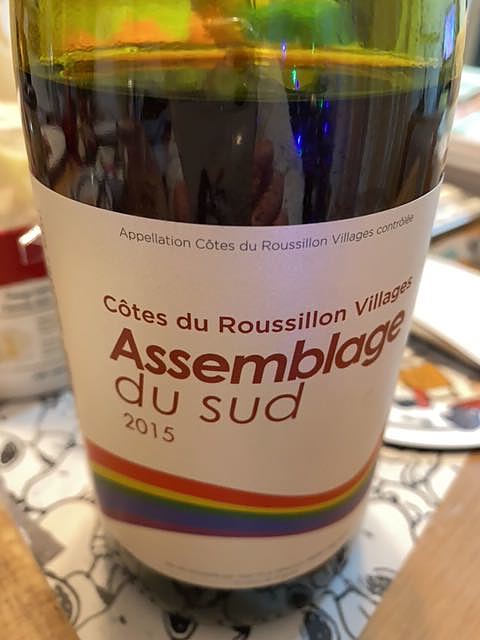 Appellation Côtes du Roussillon Villages contrôlée
Côtes du Roussillon Villages
Assemblage
du sud
2015